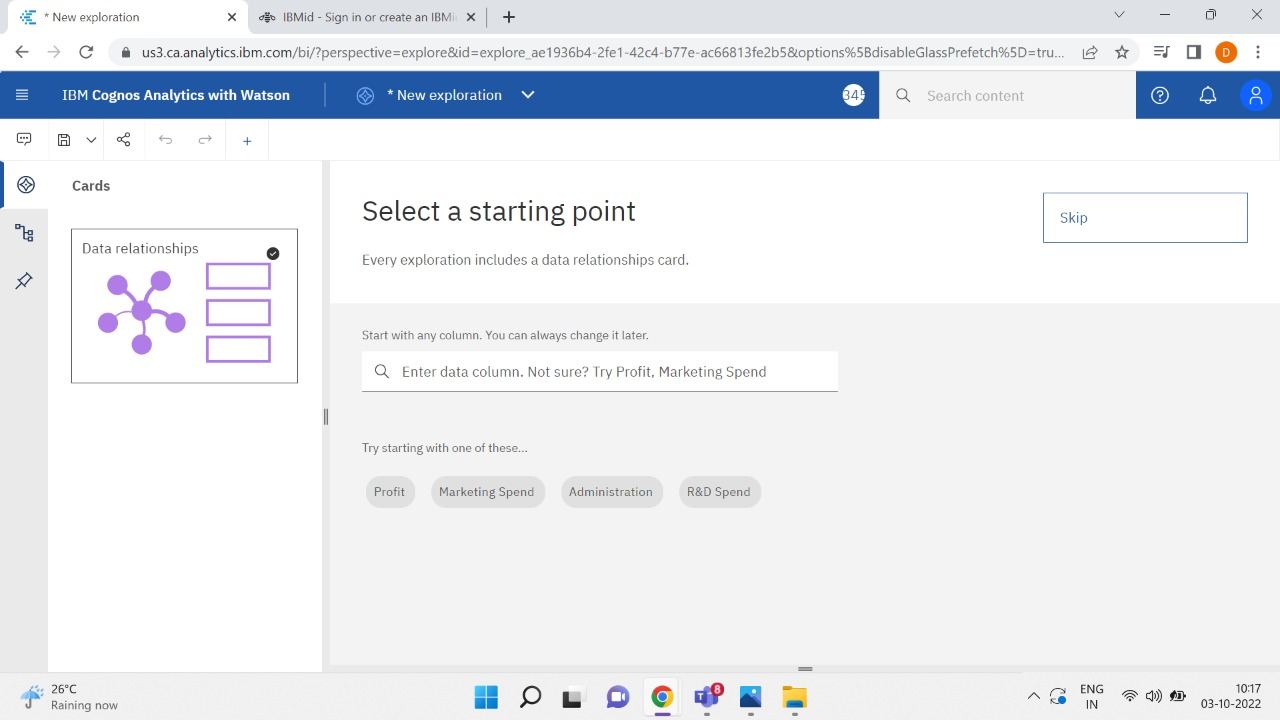 * New exploration
IBMid - Sign in or create an IBMi
us3.ca.analytics.ibm.com/bi/?perspective=explore&id=explore_ae1936b4-2fe1-42c4-b77e-ac66813fe2b5&options%5BdisableGlassPrefetch%5D=tru...
D
IBM Cognos Analytics with Watson
* New exploration
345
Search content
Cards
Data relationships
Select a starting point
Skip
Every exploration includes a data relationships card.
Start with any column. You can always change it later.
Enter data column. Not sure? Try Profit, Marketing Spend
Try starting with one of these...
Profit
Marketing Spend
Administration
R&D Spend
26°C
Raining now
8
ENG
IN
10:17
03-10-2022